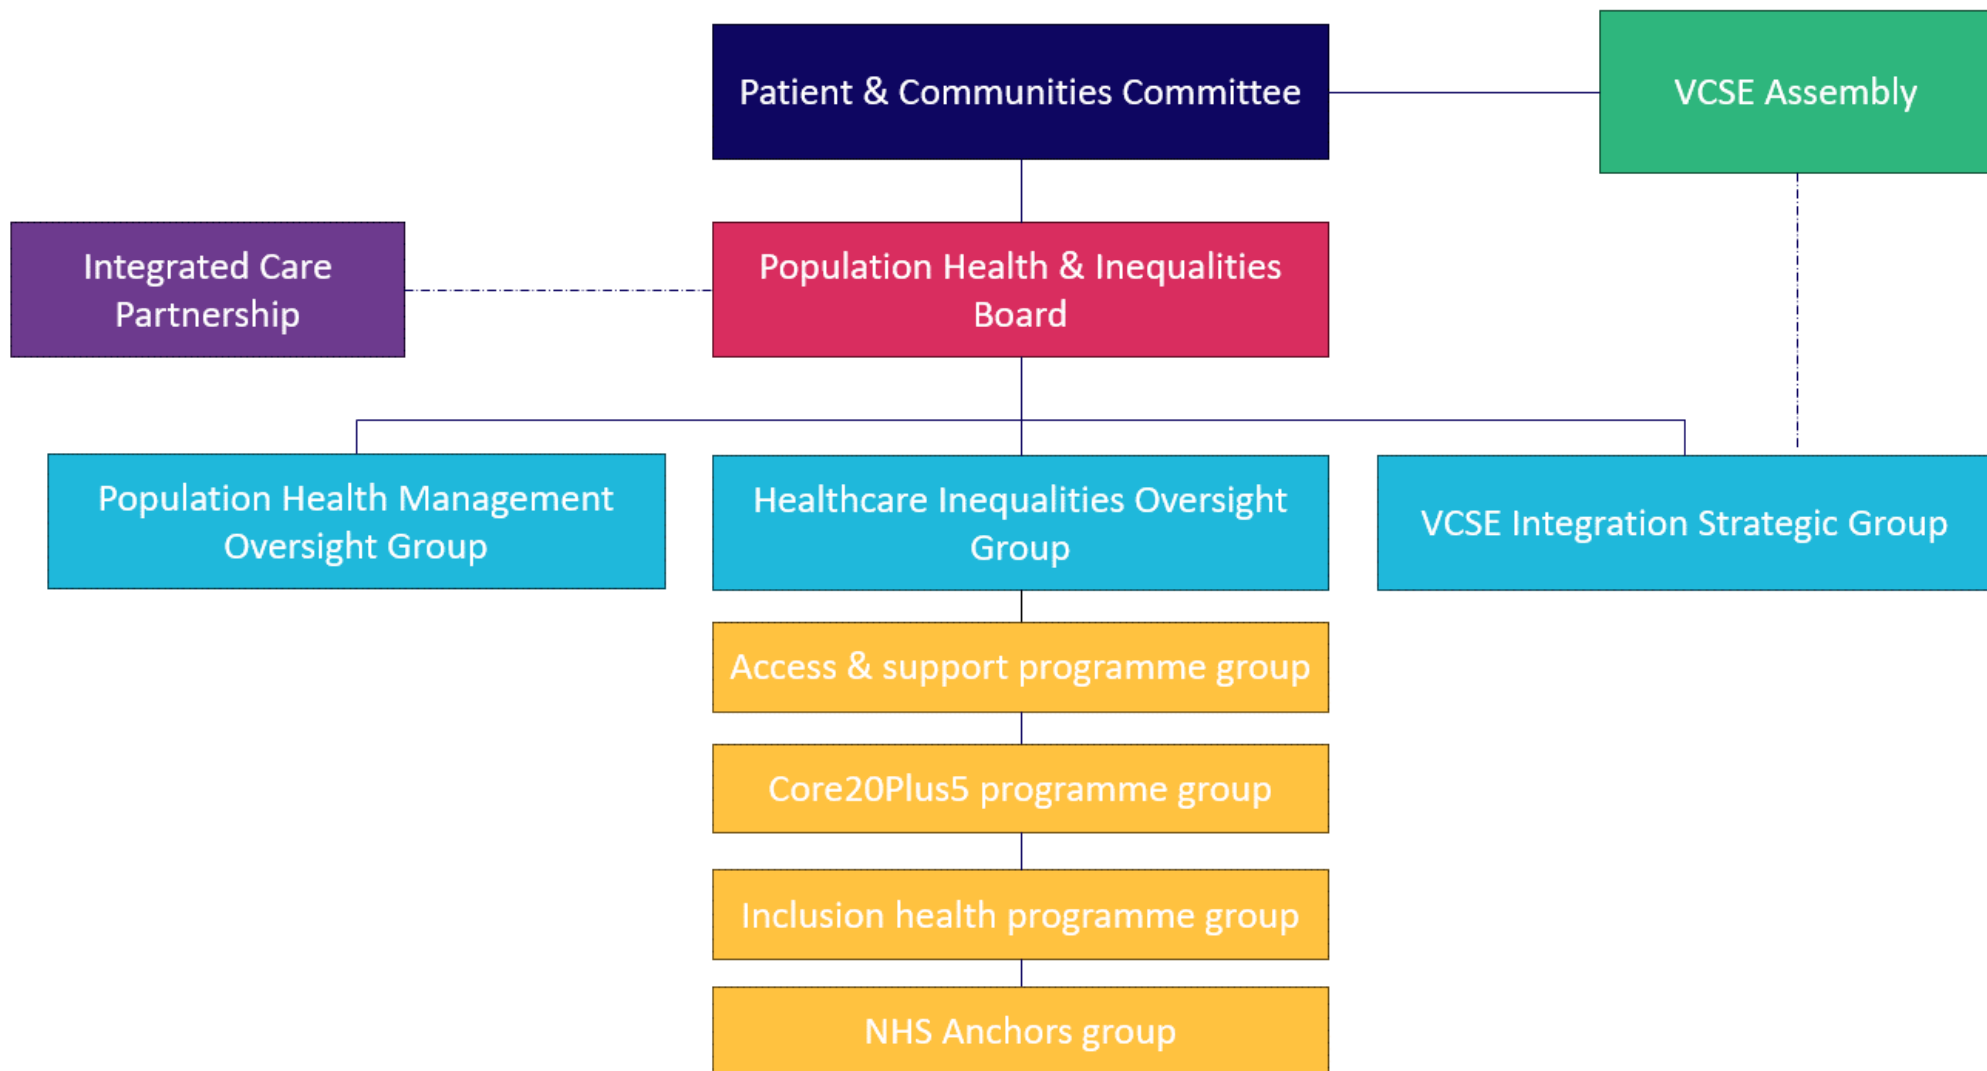 Patient & Communities Committee
VCSE Assembly
Integrated Care
Partnership
Population Health & Inequalities
Board
Population Health Management
Oversight Group
Healthcare Inequalities Oversight
Group
VCSE Integration Strategic Group
Access & support programme group
Core20Plus5 programme group
Inclusion health programme group
NHS Anchors group